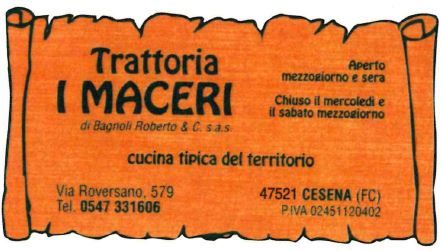 Trattoria
I MACERI
di Bagnoli Roberto & C. s.a.s.
Aperto
mezzogiorno e sera
Chiuso il mercoledì e
il sabato mezzogiorno
cucina tipica del territorio
Via Roversano, 579
Tel. 0547 331606
47521 CESENA (FC)
P.IVA 02451120402